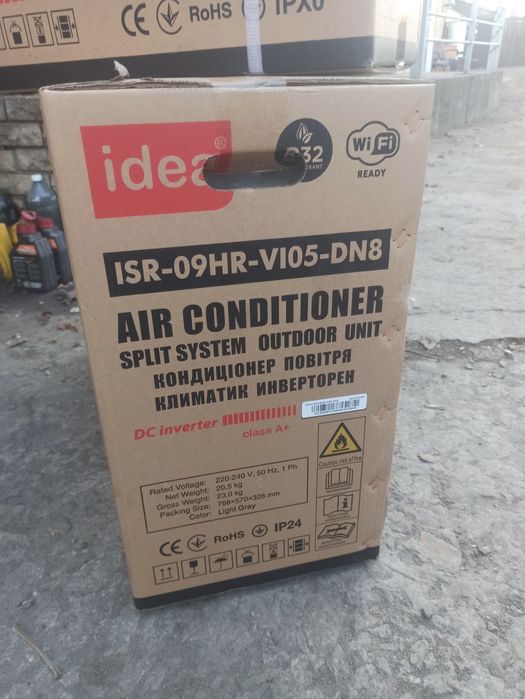 CE RoHS IPX0
idea®
R32
WiFi
READY
ISR-09HR-VI05-DN8
AIR CONDITIONER
SPLIT SYSTEM OUTDOOR UNIT
КОНДИЦІОНЕР ПОВІТРЯ
КЛИМАТИК ИНВЕРТОРЕН
DC inverter
class A+
Caution, risk of fire
Rated Voltage: 220-240 V, 50 Hz, 1 Ph
Net Weight: 20,5 kg
Gross Weight: 23,0 kg
Packing Size: 768×570×326 mm
Color: Light Gray
CE RoHS IP24